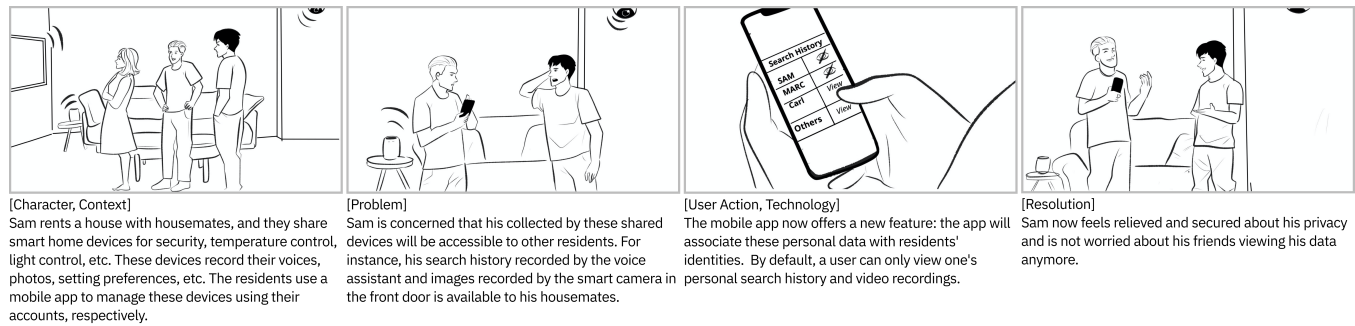 Search History
SAM
MARC
Carl
View
Others
View
[Character, Context]
Sam rents a house with housemates, and they share
smart home devices for security, temperature control,
light control, etc. These devices record their voices,
photos, setting preferences, etc. The residents use a
mobile app to manage these devices using their
accounts, respectively.
[Problem]
Sam is concerned that his collected by these shared
devices will be accessible to other residents. For
instance, his search history recorded by the voice
assistant and images recorded by the smart camera in
the front door is available to his housemates.
[User Action, Technology]
The mobile app now offers a new feature: the app will
associate these personal data with residents'
identities.  By default, a user can only view one's
personal search history and video recordings.
[Resolution]
Sam now feels relieved and secured about his privacy
and is not worried about his friends viewing his data
anymore.